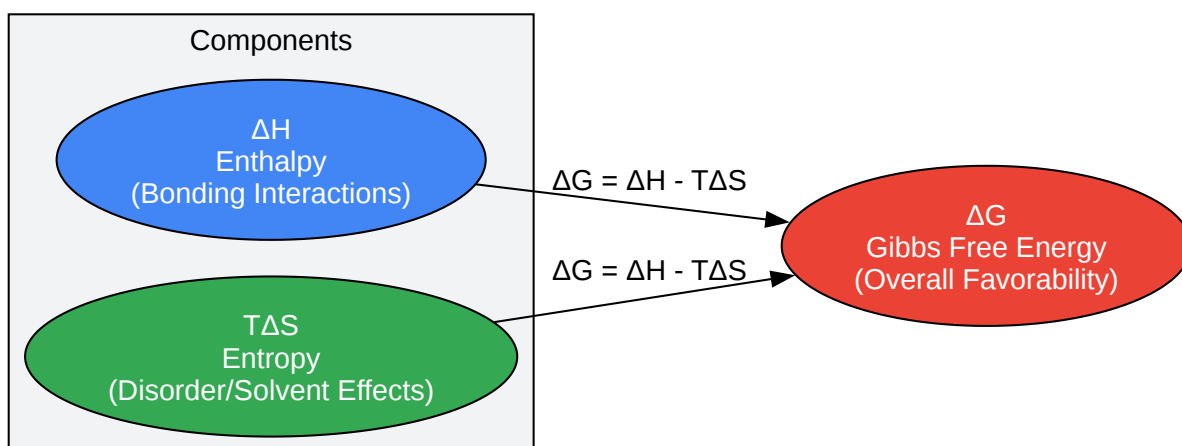 Components
ΔH
Enthalpy
(Bonding Interactions)
ΔG = ΔH - TΔS
ΔG
Gibbs Free Energy
(Overall Favorability)
ΔG = ΔH - TΔS
TΔS
Entropy
(Disorder/Solvent Effects)